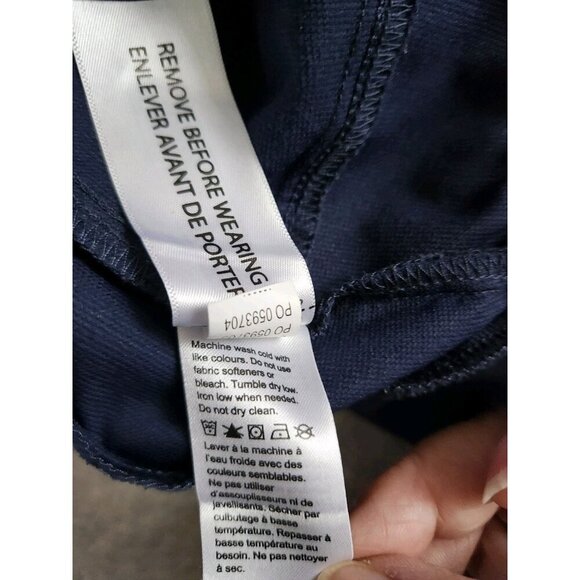 REMOVE BEFORE WEARING
ENLEVER AVANT DE PORTER
PO 0593704
PO 05937
Machine wash cold with
like colours. Do not use
fabric softeners or
bleach. Tumble dry low.
Iron low when needed.
Do not dry clean.
Laver à la machine à
l'eau froide avec des
couleurs semblables.
Ne pas utiliser
d'assouplisseurs ni de
javellisants. Sécher par
culbutage à basse
température. Repasser à
basse température au
besoin. Ne pas nettoyer
à sec.